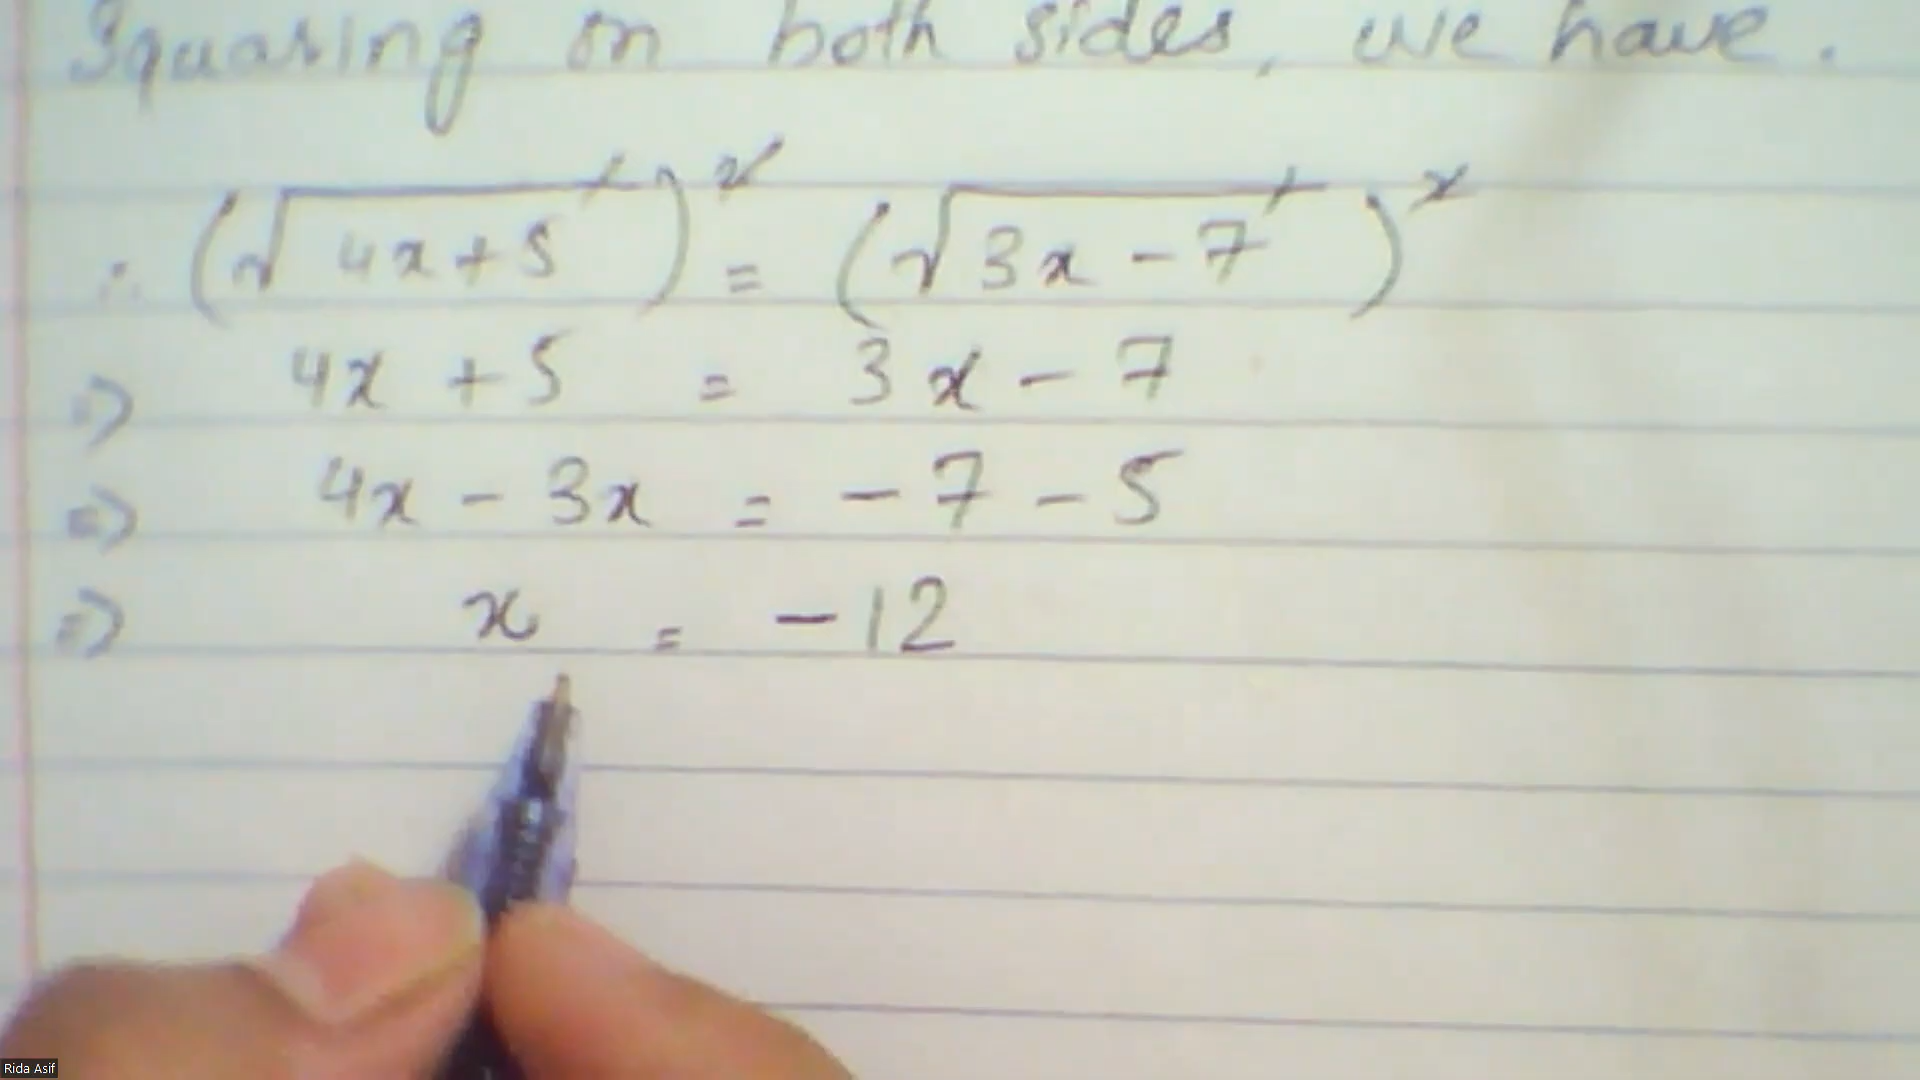 Squaring on both sides, we have.
∴ (√4x+5)² = (√3x-7)²
⇒ 4x + 5 = 3x - 7
⇒ 4x - 3x = -7 - 5
⇒ x = -12
Rida Asif